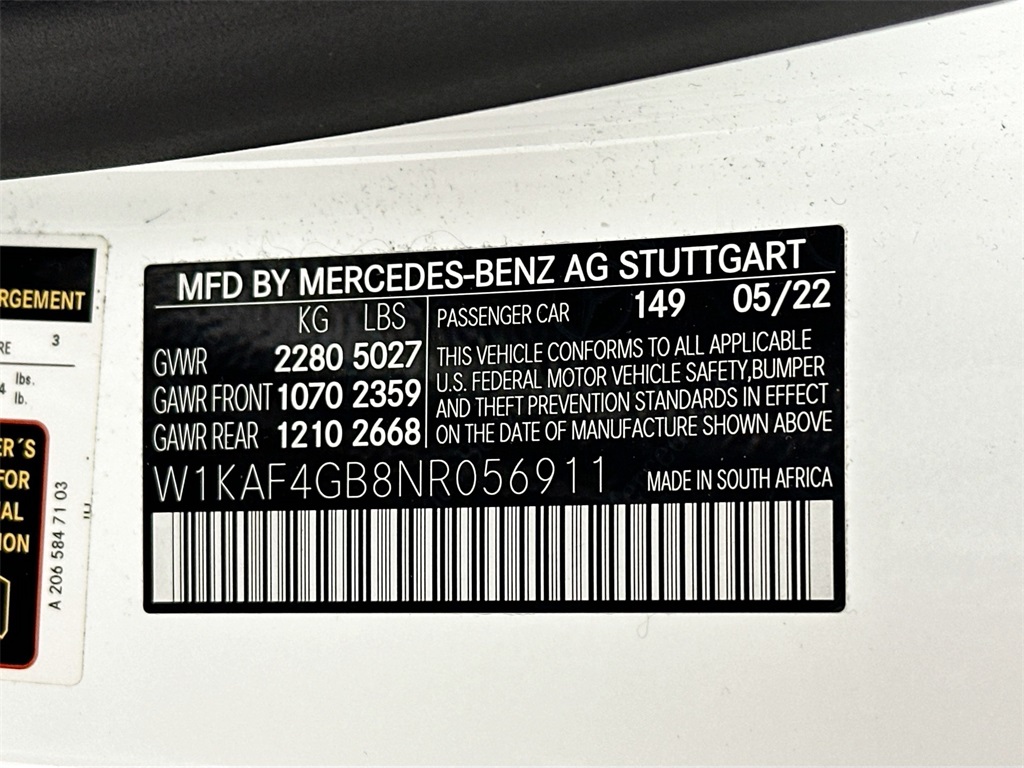 MFD BY MERCEDES-BENZ AG STUTTGART
KG LBS
GVWR 2280 5027
GAWR FRONT 1070 2359
GAWR REAR 1210 2668
PASSENGER CAR 149 05/22
THIS VEHICLE CONFORMS TO ALL APPLICABLE
U.S. FEDERAL MOTOR VEHICLE SAFETY,BUMPER
AND THEFT PREVENTION STANDARDS IN EFFECT
ON THE DATE OF MANUFACTURE SHOWN ABOVE
W1KAF4GB8NR056911 MADE IN SOUTH AFRICA
RGEMENT
RE 3
4 lbs.
lb.
ER´S
FOR
AL
ION
A 206 584 71 03